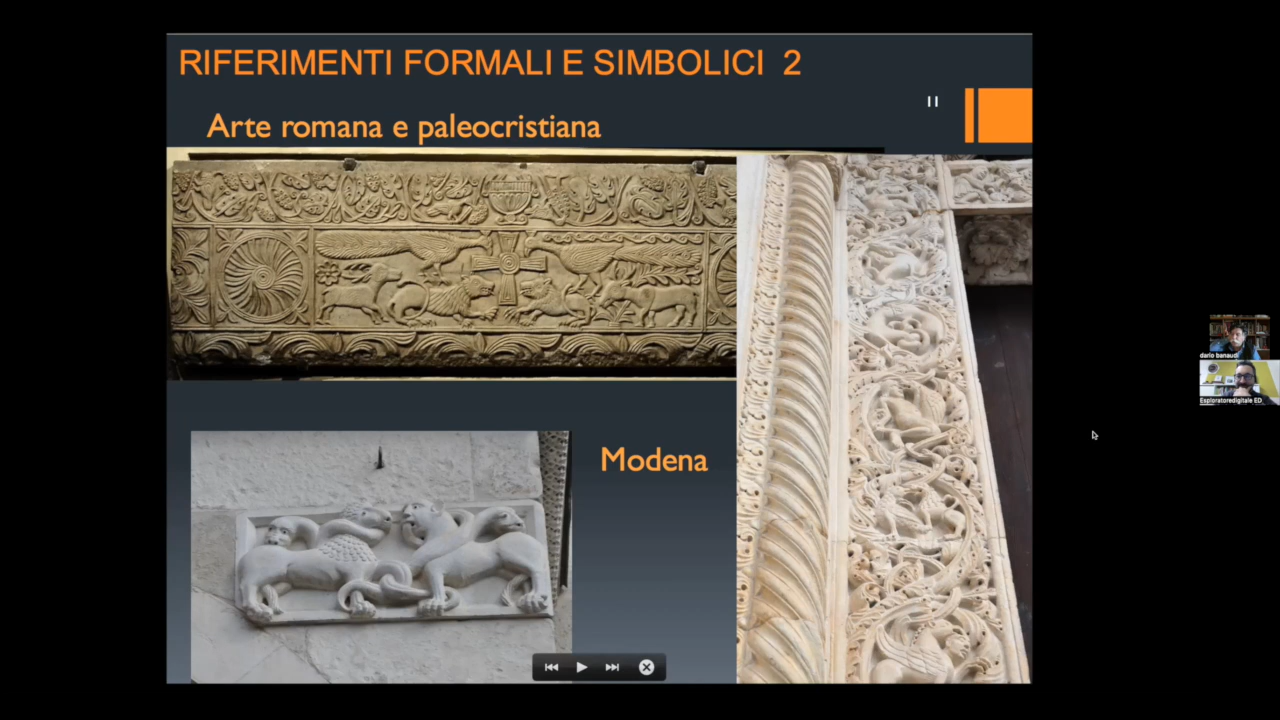 RIFERIMENTI FORMALI E SIMBOLICI 2
Arte romana e paleocristiana
Modena
dario banaudi
Esploratoredigitale ED